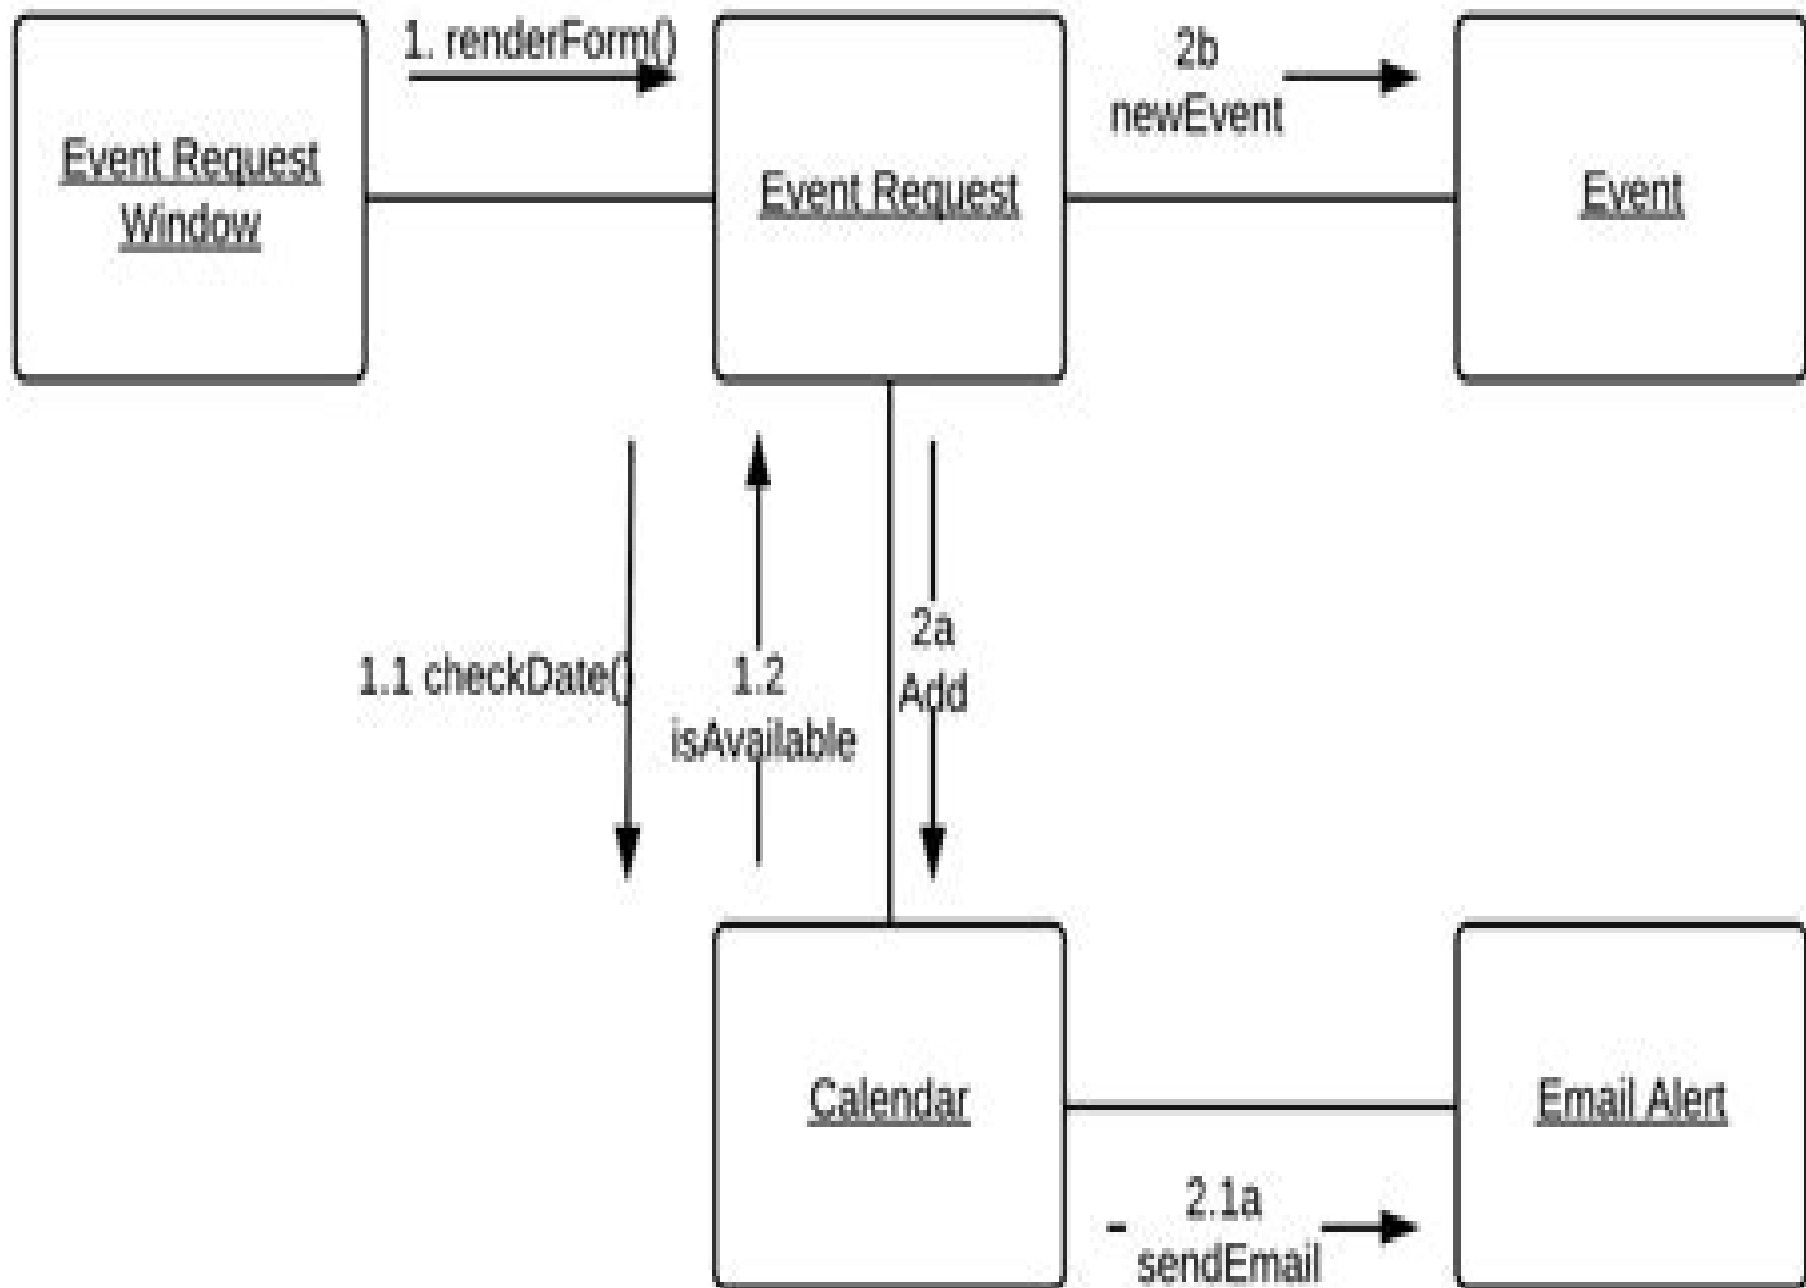 1. renderForm()
2b
newEvent
Event Request
Window
Event Request
Event
1.1 checkDate()
1.2
isAvailable
2a
Add
Calendar
Email Alert
2.1a
sendEmail